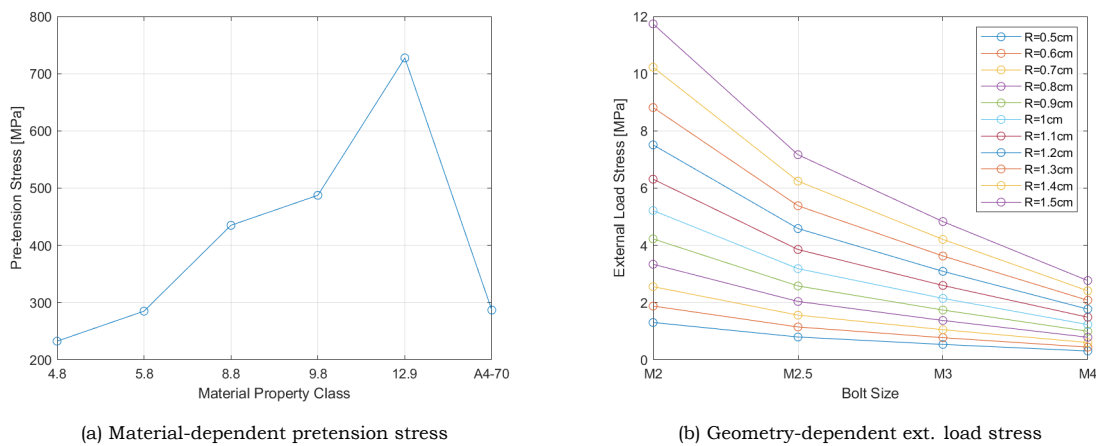 800
700
600
500
400
300
200
Pre-tension Stress [MPa]
4.8 5.8 8.8 9.8 12.9 A4-70
Material Property Class
(a) Material-dependent pretension stress
12
10
8
6
4
2
0
External Load Stress [MPa]
R=0.5cm
R=0.6cm
R=0.7cm
R=0.8cm
R=0.9cm
R=1cm
R=1.1cm
R=1.2cm
R=1.3cm
R=1.4cm
R=1.5cm
M2 M2.5 M3 M4
Bolt Size
(b) Geometry-dependent ext. load stress